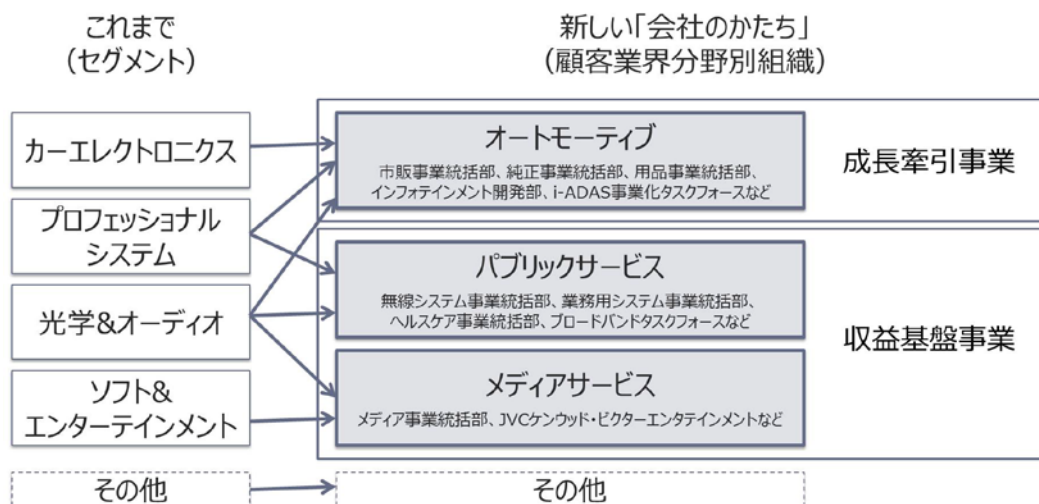 これまで
（セグメント）
新しい「会社のかたち」
（顧客業界分野別組織）
カーエレクトロニクス
プロフェッショナル
システム
光学&オーディオ
ソフト&
エンターテインメント
その他
オートモーティブ
市販事業統括部、純正事業統括部、用品事業統括部、
インフォテインメント開発部、i-ADAS事業化タスクフォースなど
成長牽引事業
パブリックサービス
無線システム事業統括部、業務用システム事業統括部、
ヘルスケア事業統括部、ブロードバンドタスクフォースなど
メディアサービス
メディア事業統括部、JVCケンウッド・ビクターエンタテインメントなど
収益基盤事業
その他